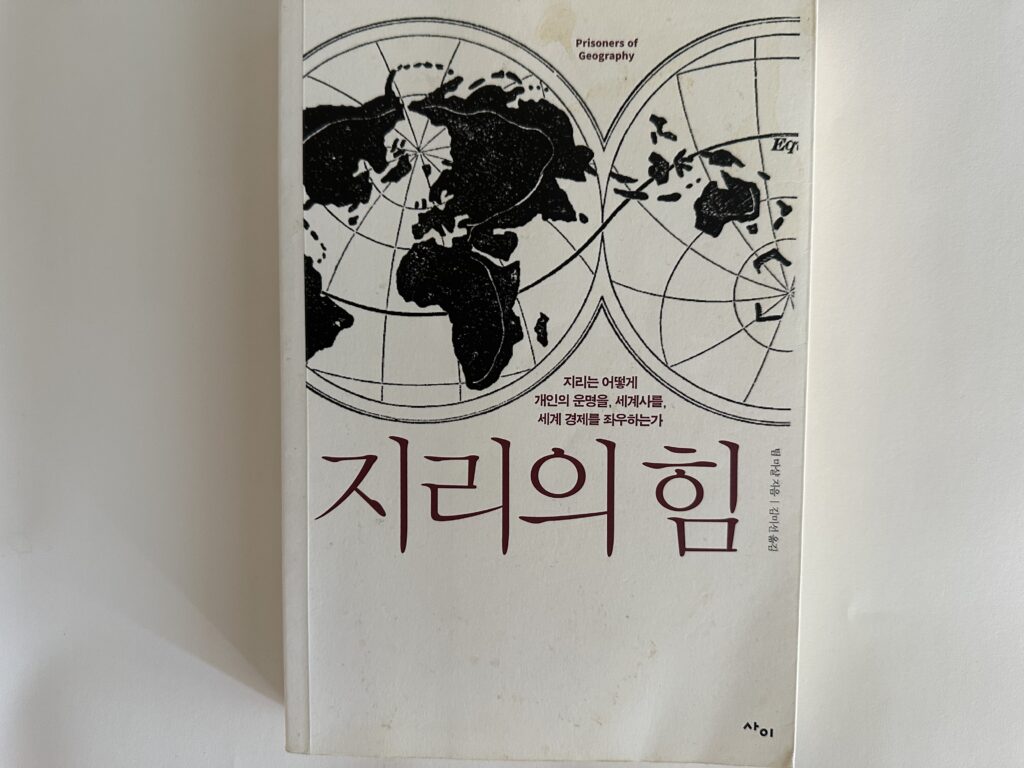 Prisoners of
Geography
Equ
지리는 어떻게
개인의 운명을, 세계사를,
세계 경제를 좌우하는가
지리의 힘
팀 마샬 지음 | 김미선 옮김
사이